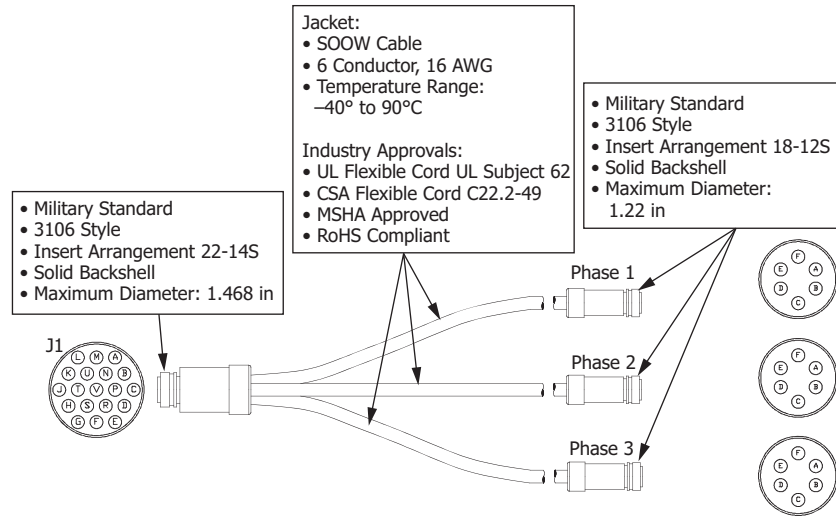 Jacket:
• SOOW Cable
• 6 Conductor, 16 AWG
• Temperature Range:
–40° to 90°C
Industry Approvals:
• UL Flexible Cord UL Subject 62
• CSA Flexible Cord C22.2-49
• MSHA Approved
• RoHS Compliant
• Military Standard
• 3106 Style
• Insert Arrangement 18-12S
• Solid Backshell
• Maximum Diameter:
1.22 in
• Military Standard
• 3106 Style
• Insert Arrangement 22-14S
• Solid Backshell
• Maximum Diameter: 1.468 in
J1
L M A
K U N B
J T V P C
H S R D
G F E
Phase 1
F
E A
D B
C
Phase 2
F
E A
D B
C
Phase 3
F
E A
D B
C